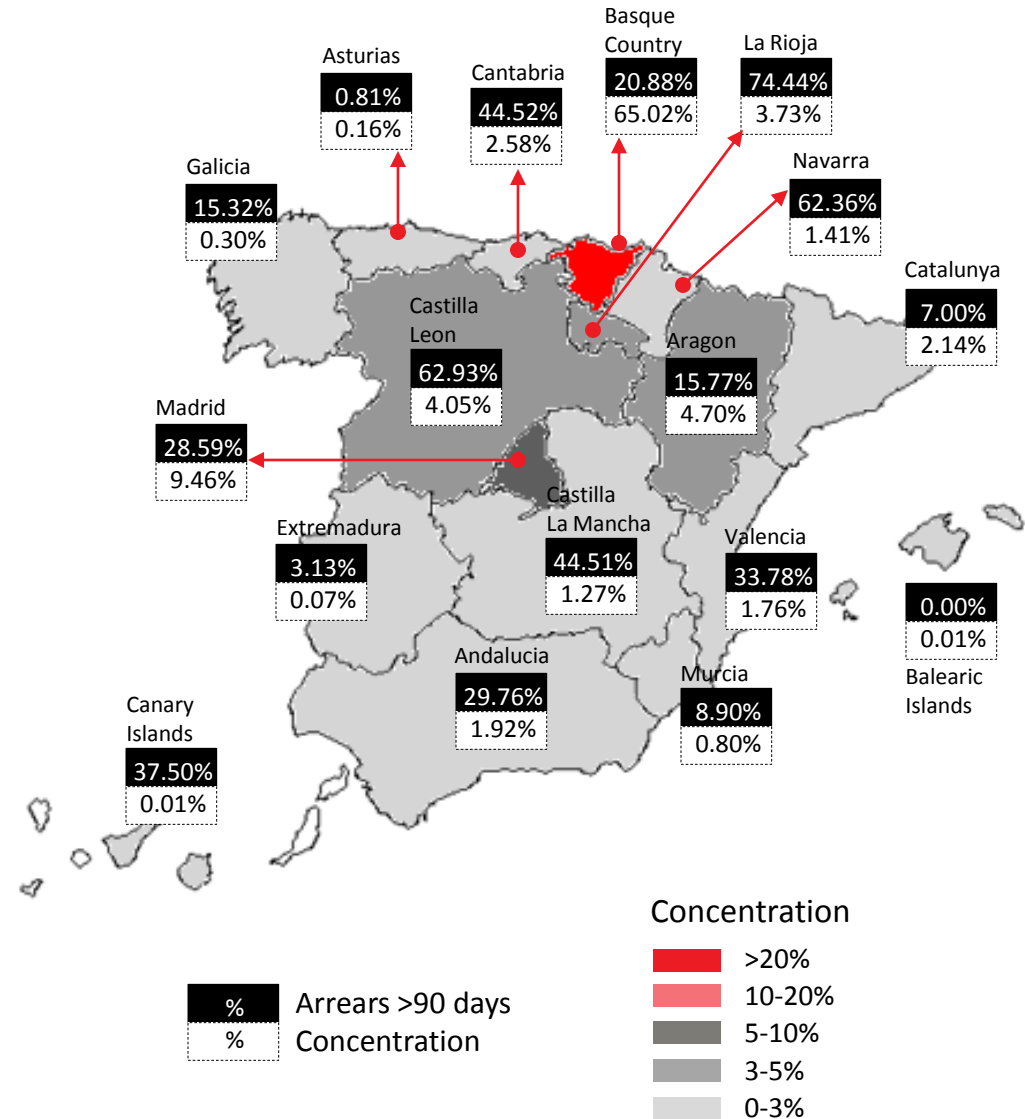 Basque
Country
20.88%
65.02%
La Rioja
74.44%
3.73%
Asturias
0.81%
0.16%
Cantabria
44.52%
2.58%
Navarra
62.36%
1.41%
Galicia
15.32%
0.30%
Catalunya
7.00%
2.14%
Castilla
Leon
62.93%
4.05%
Aragon
15.77%
4.70%
Madrid
28.59%
9.46%
Castilla
La Mancha
44.51%
1.27%
Extremadura
3.13%
0.07%
Valencia
33.78%
1.76%
0.00%
0.01%
Balearic
Islands
Andalucia
29.76%
1.92%
Murcia
8.90%
0.80%
Canary
Islands
37.50%
0.01%
Concentration
>20%
10-20%
5-10%
3-5%
0-3%
% Arrears >90 days
% Concentration